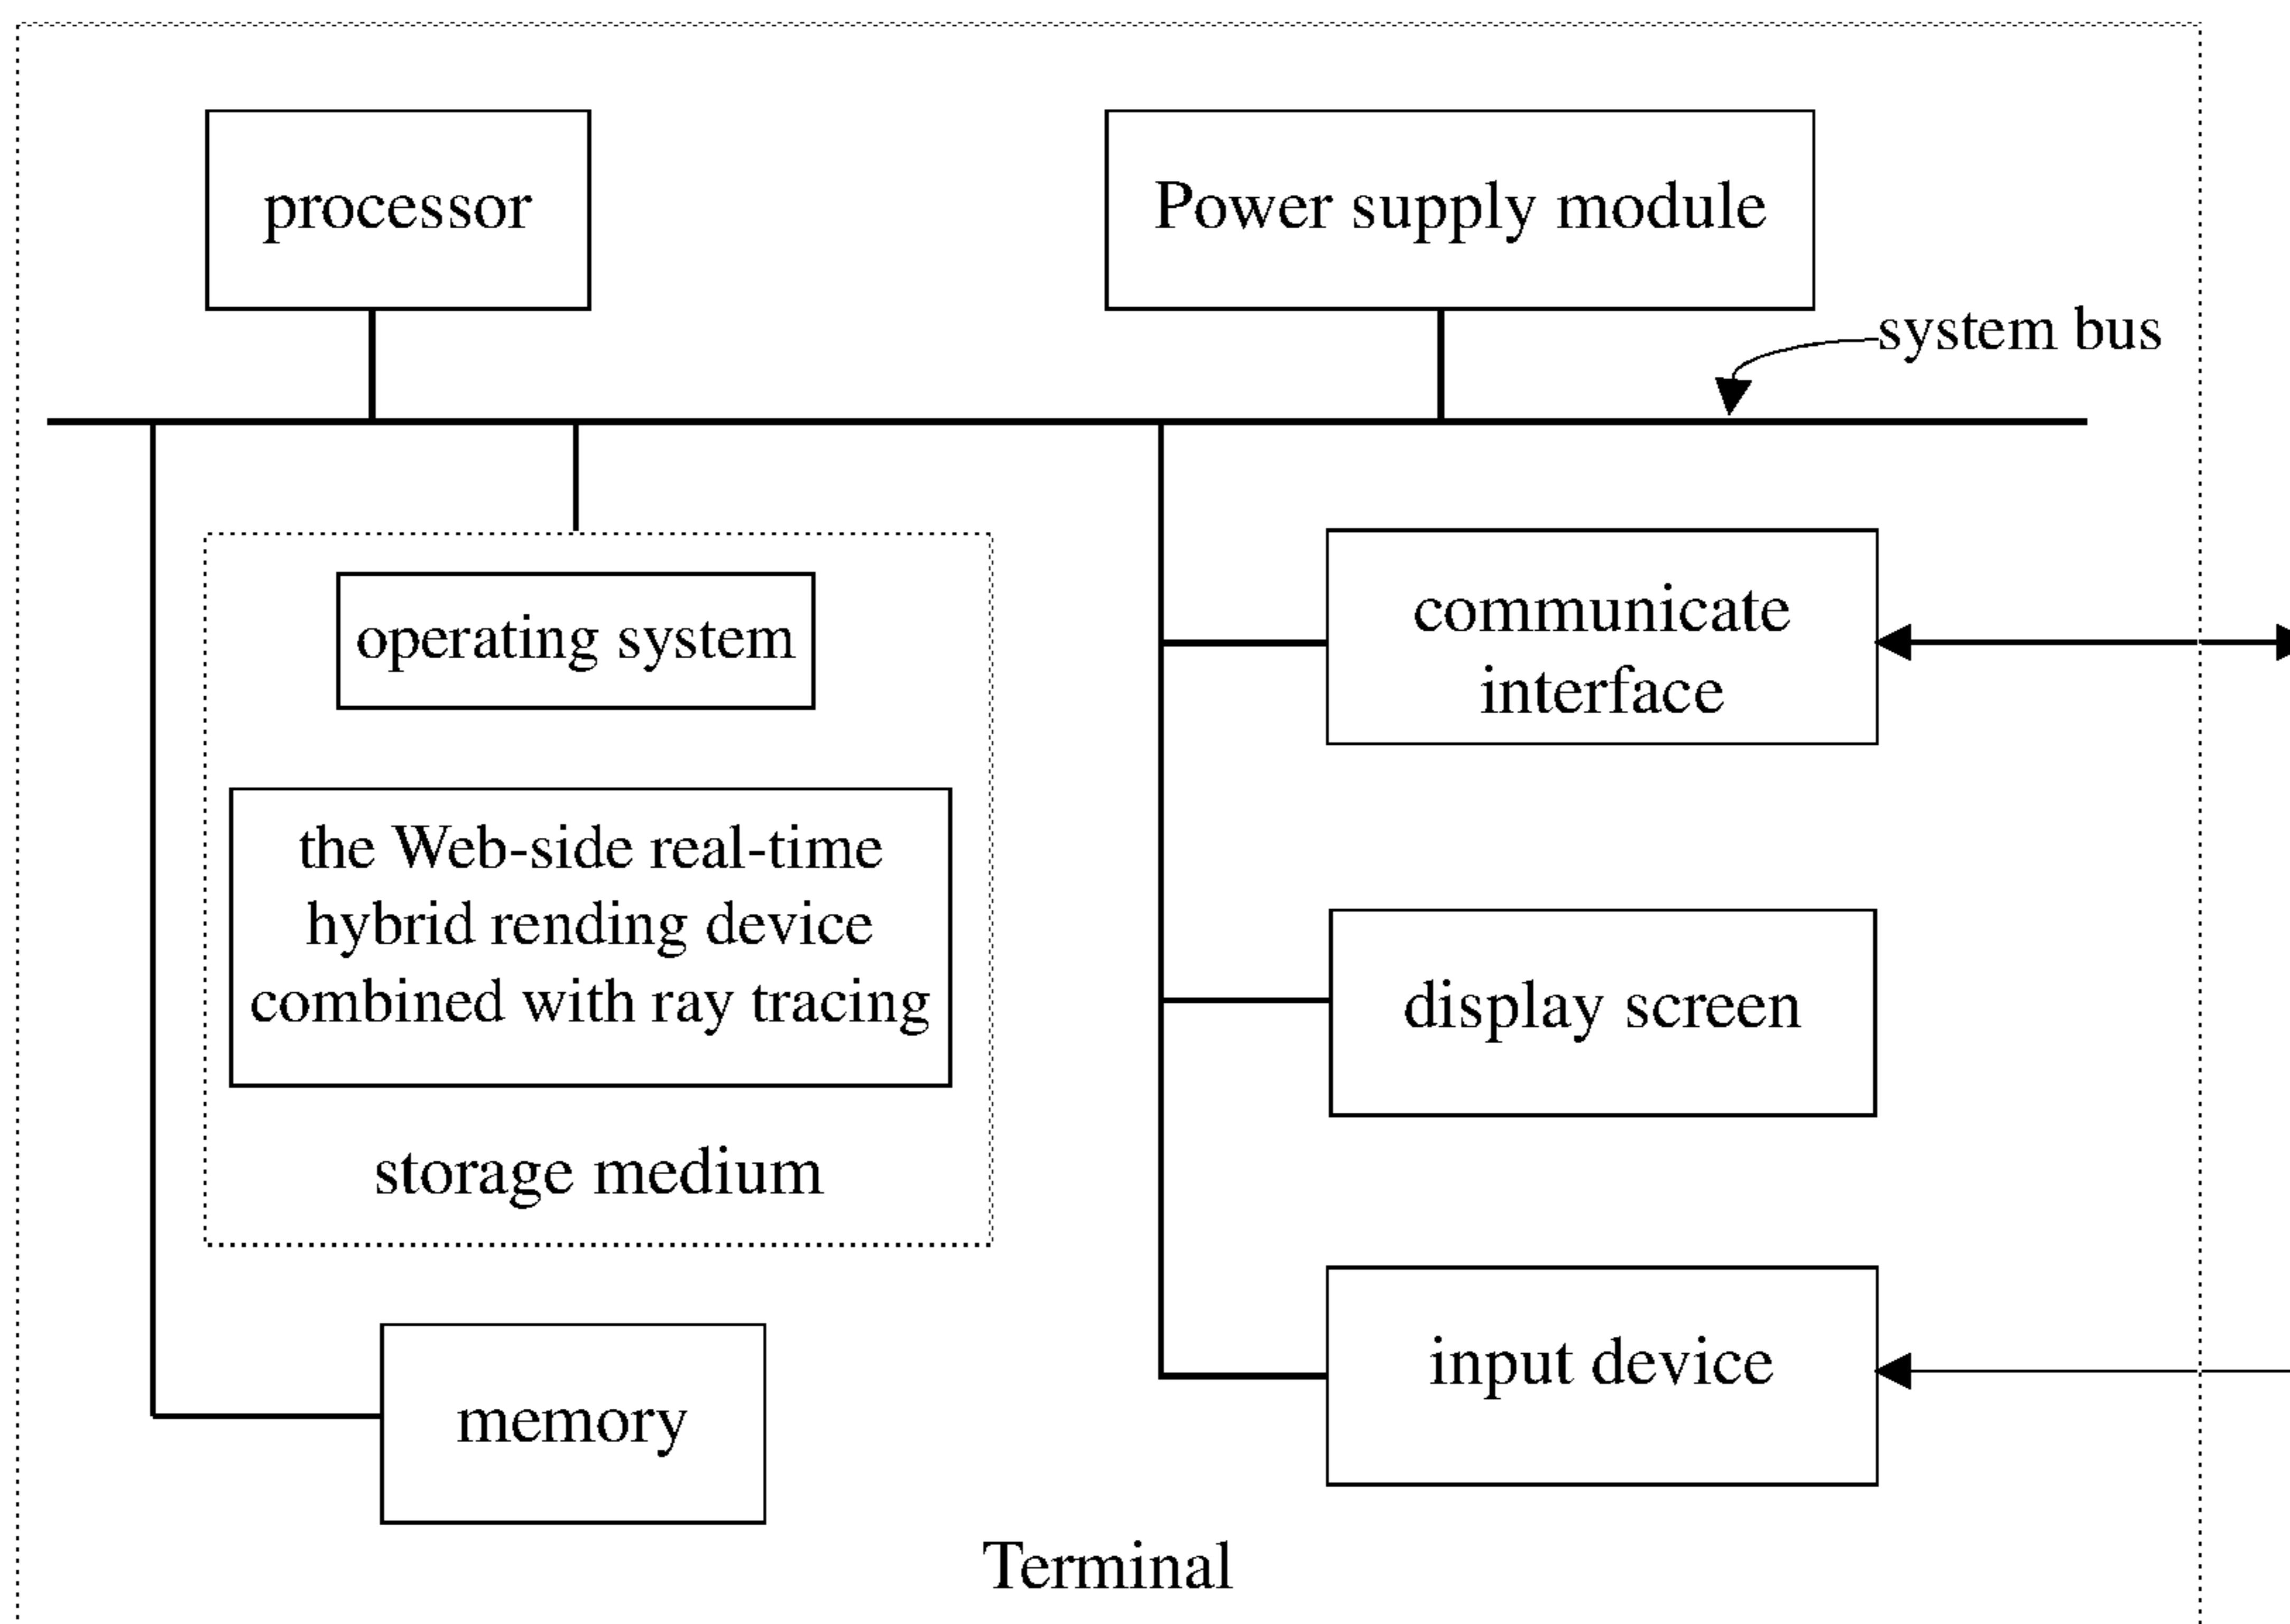 processor
Power supply module
system bus
operating system
the Web-side real-time
hybrid rending device
combined with ray tracing
storage medium
memory
communicate
interface
display screen
input device
Terminal